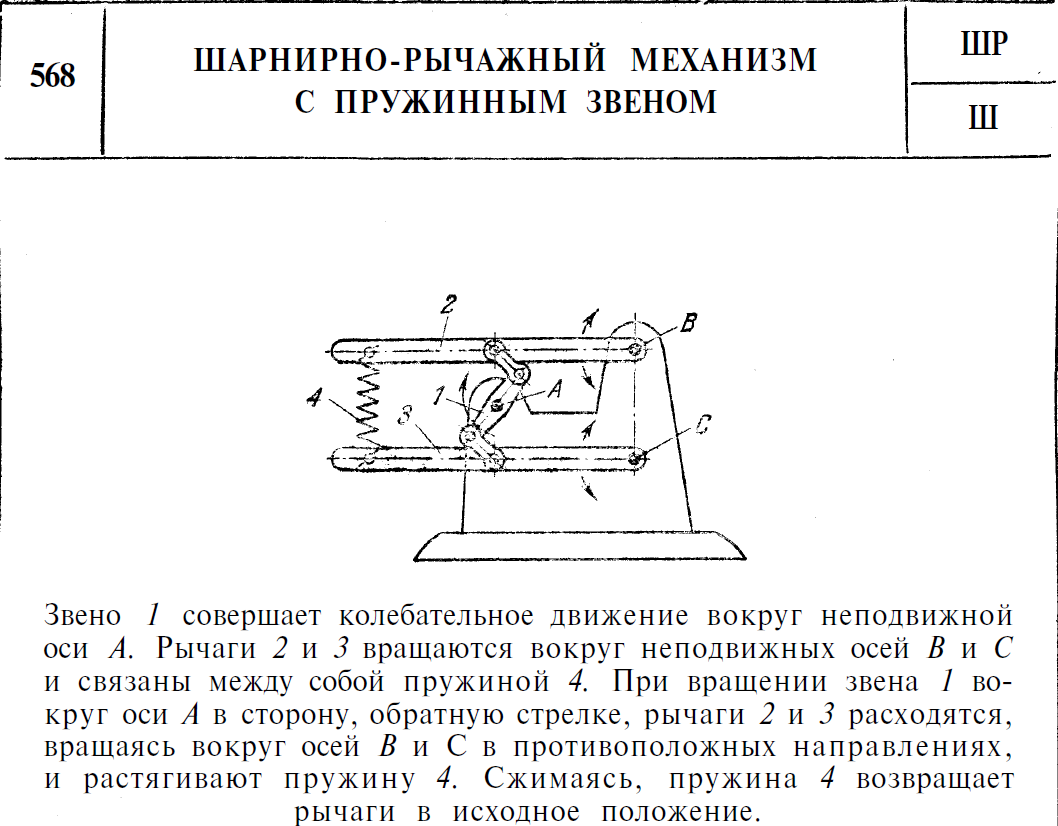 568
ШАРНИРНО-РЫЧАЖНЫЙ МЕХАНИЗМ
С ПРУЖИННЫМ ЗВЕНОМ
ШР
Ш
2
B
A
1
4
3
C
Звено 1 совершает колебательное движение вокруг неподвижной
оси A. Рычаги 2 и 3 вращаются вокруг неподвижных осей B и C
и связаны между собой пружиной 4. При вращении звена 1 во-
круг оси A в сторону, обратную стрелке, рычаги 2 и 3 расходятся,
вращаясь вокруг осей B и C в противоположных направлениях,
и растягивают пружину 4. Сжимаясь, пружина 4 возвращает
рычаги в исходное положение.